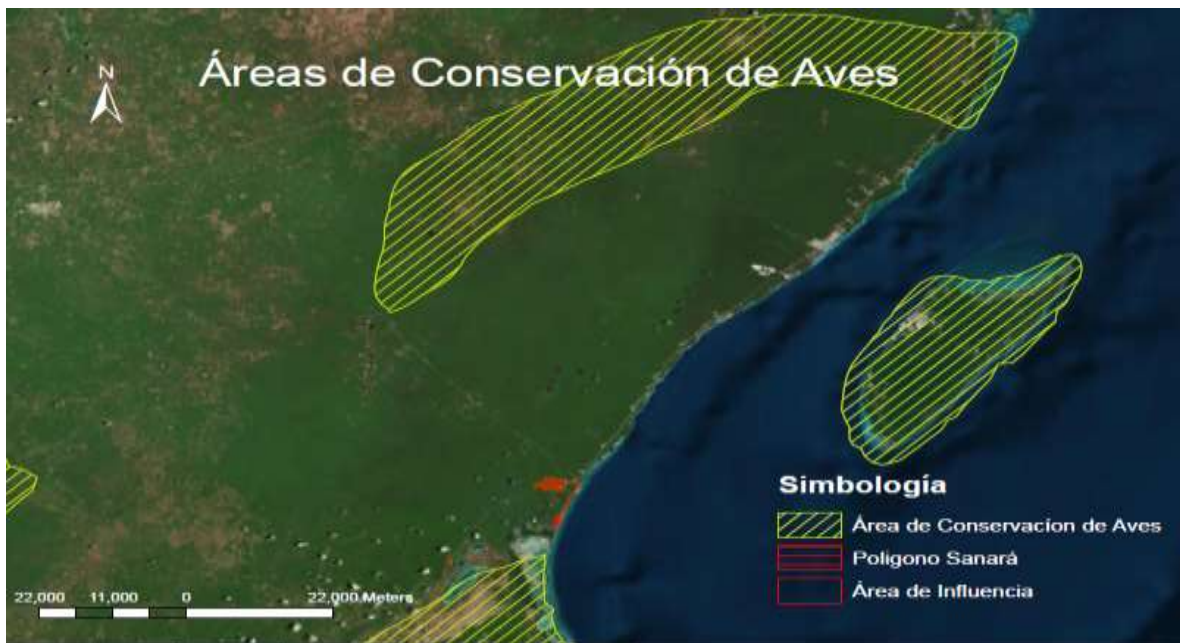 Áreas de Conservación de Aves
N
Simbología
Área de Conservacion de Aves
Poligono Sanará
Área de Influencia
22,000 11,000 0 22,000 Meters